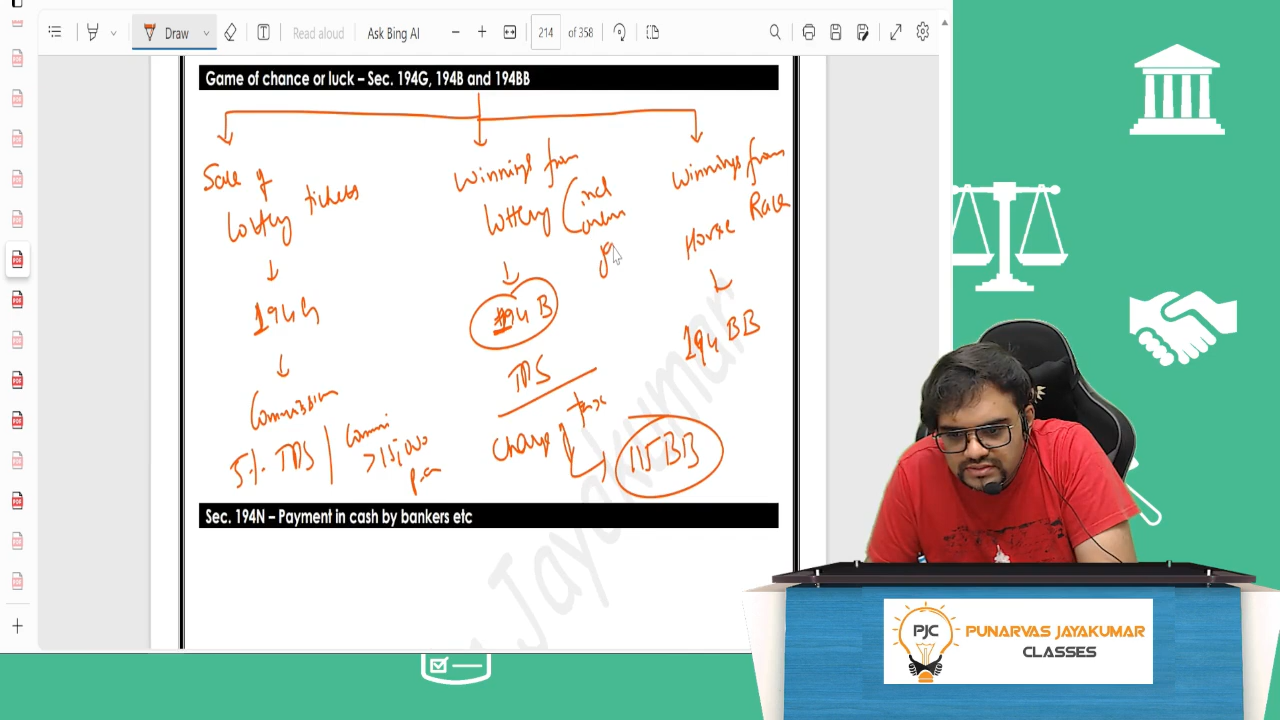 Draw
Read aloud
Ask Bing AI
214
of 358
Game of chance or luck – Sec. 194G, 194B and 194BB
Sale of
lottery tickets
194G
Commission
5% TDS
Commi
>15,000
p.a
Winnings from
lottery (incl
194B
TDS
charge
tax
115BB
Winnings from
Horse Race
194BB
Sec. 194N – Payment in cash by bankers etc
Jayakumar
PJC
PUNARVAS JAYAKUMAR
CLASSES